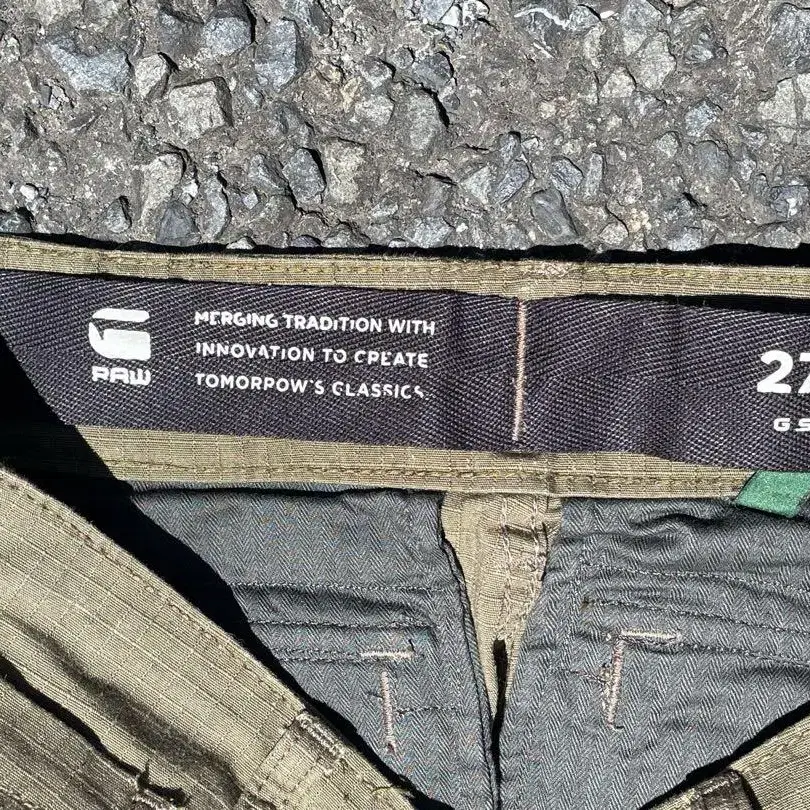 G
RAW
MERGING TRADITION WITH
INNOVATION TO CREATE
TOMORROW'S CLASSICS.
27
G S